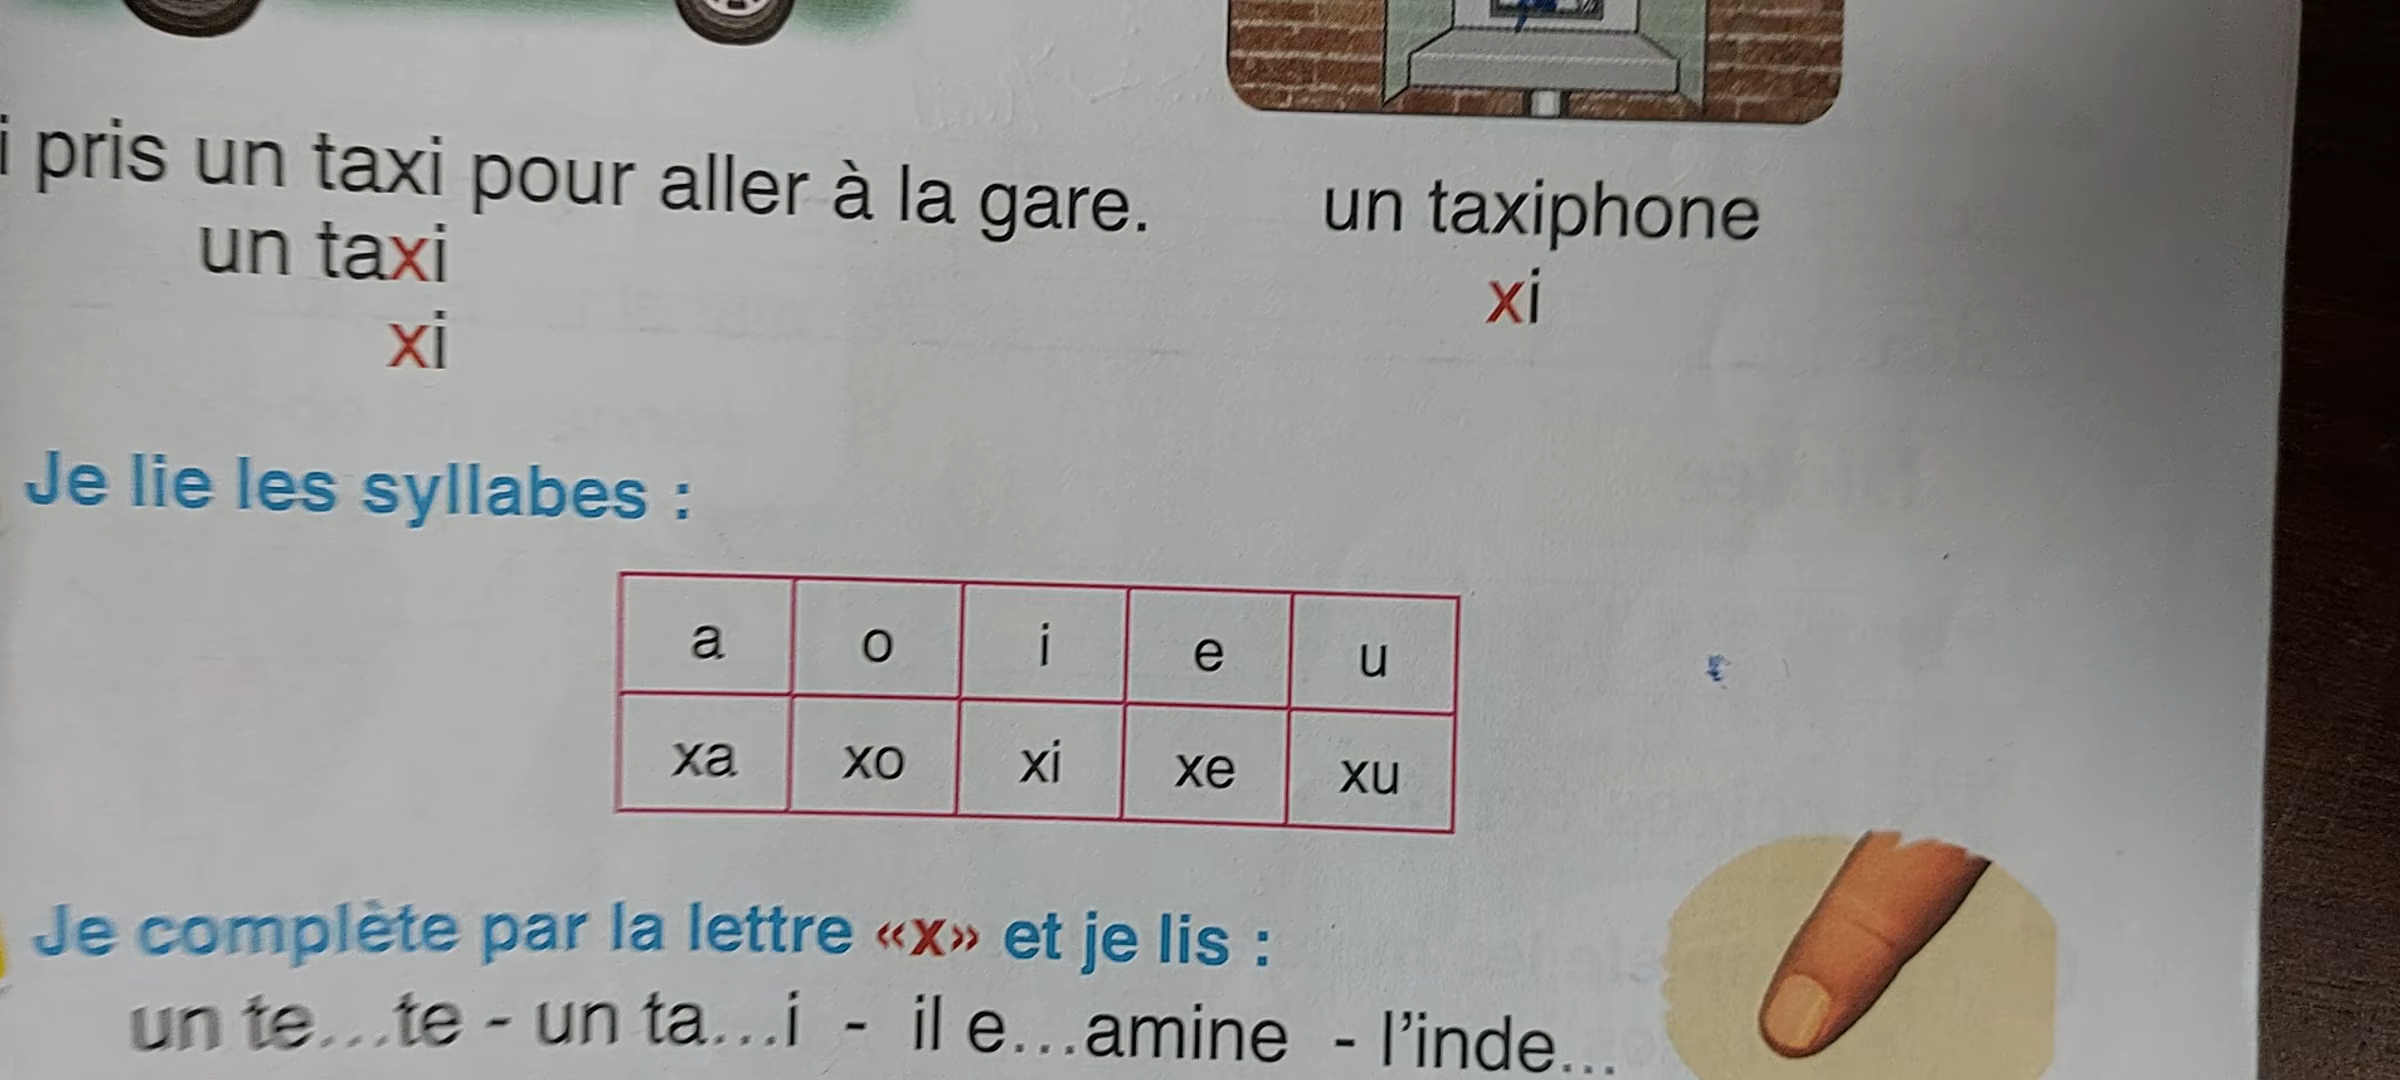 i pris un taxi pour aller à la gare.
un taxi
xi
un taxiphone
xi
Je lie les syllabes :
a o i e u
xa xo xi xe xu
Je complète par la lettre «x» et je lis :
un te...te - un ta...i - il e...amine - l'inde...